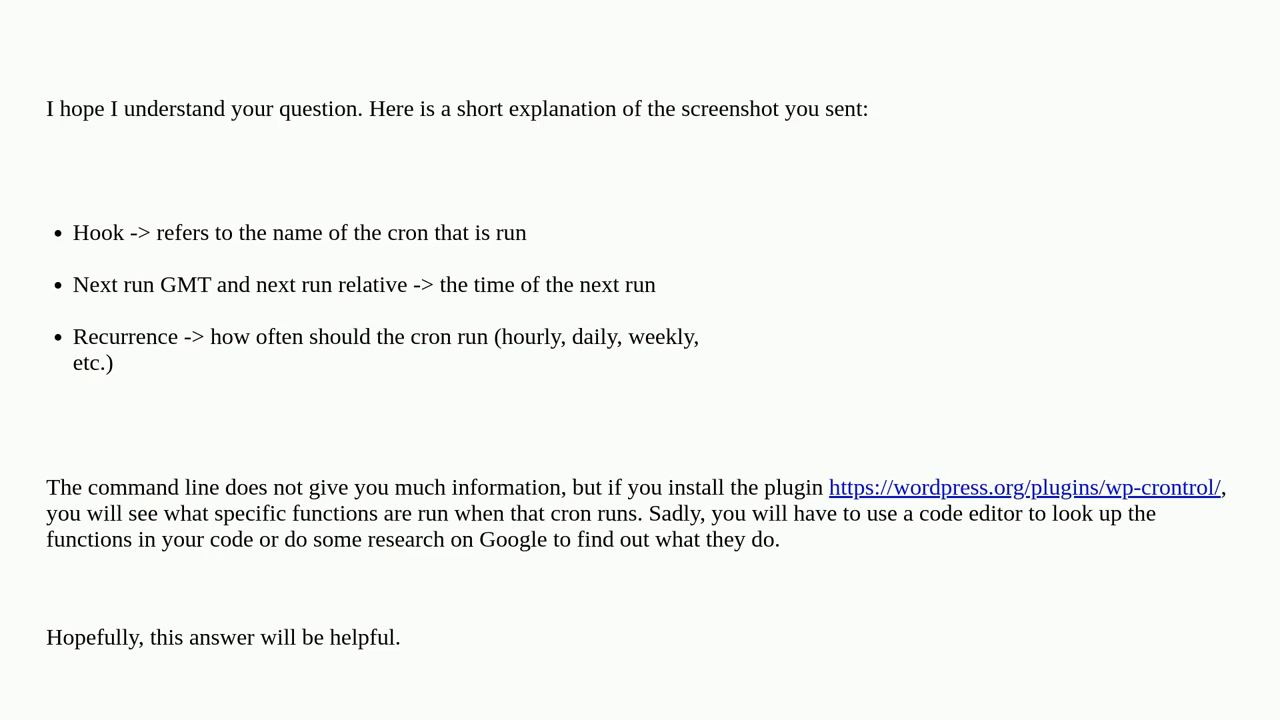 I hope I understand your question. Here is a short explanation of the screenshot you sent:
• Hook -> refers to the name of the cron that is run
• Next run GMT and next run relative -> the time of the next run
• Recurrence -> how often should the cron run (hourly, daily, weekly,
etc.)
The command line does not give you much information, but if you install the plugin https://wordpress.org/plugins/wp-crontrol/,
you will see what specific functions are run when that cron runs. Sadly, you will have to use a code editor to look up the
functions in your code or do some research on Google to find out what they do.
Hopefully, this answer will be helpful.